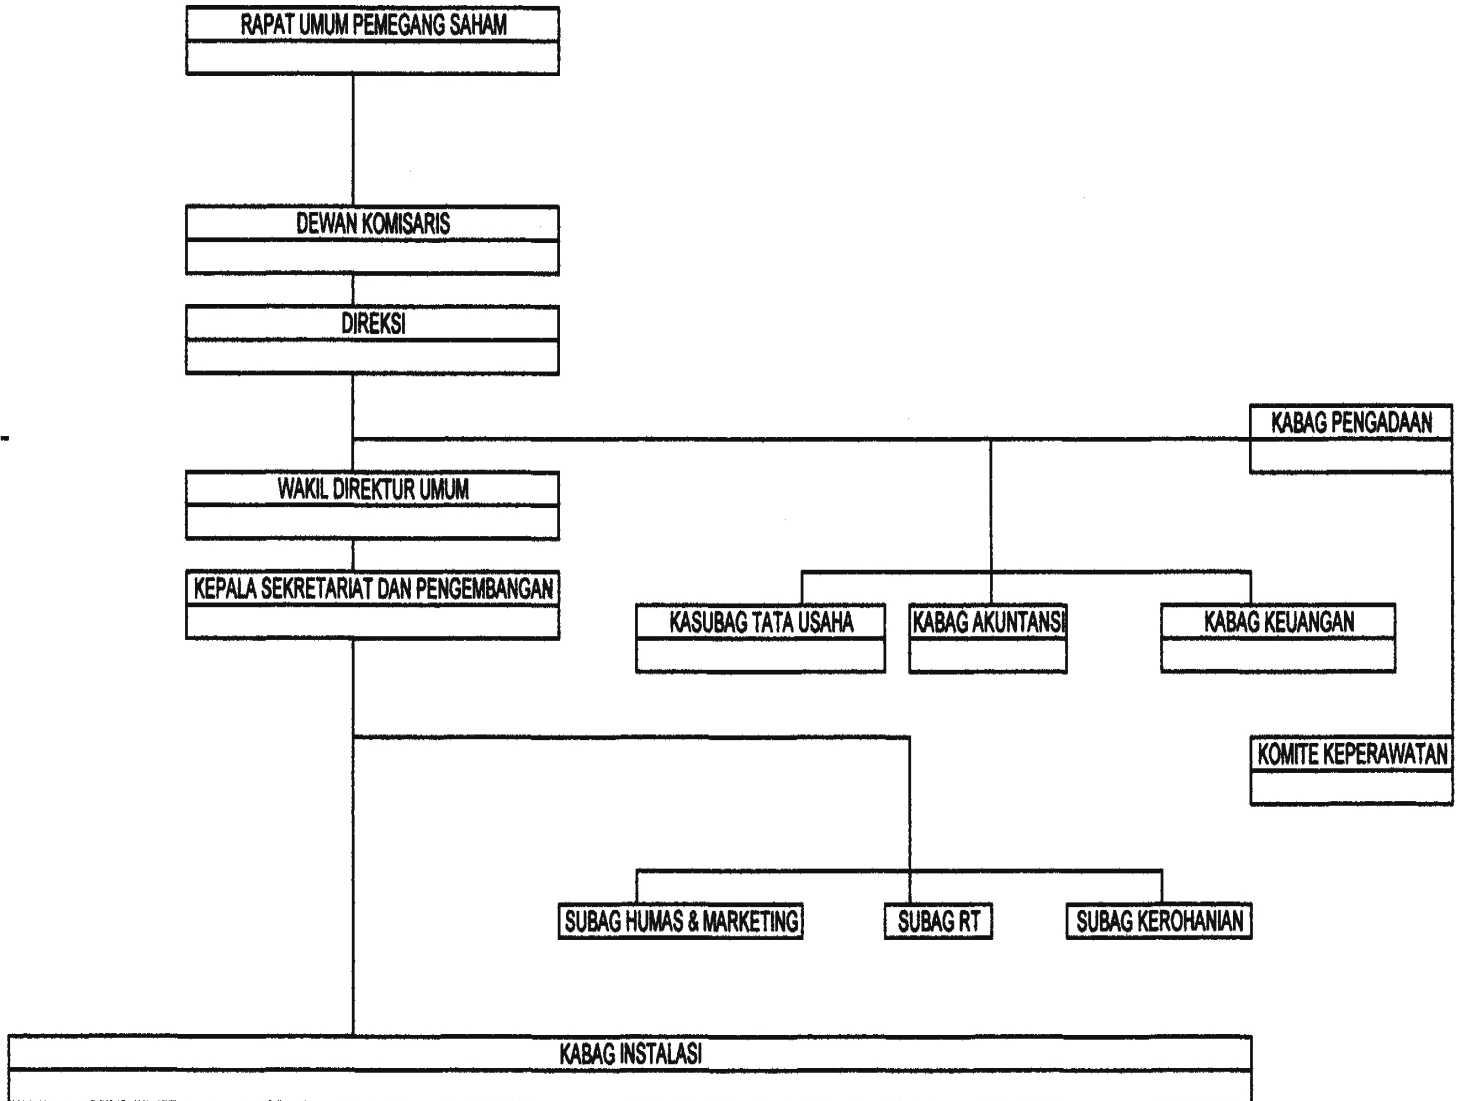 RAPAT UMUM PEMEGANG SAHAM
DEWAN KOMISARIS
DIREKSI
KABAG PENGADAAN
WAKIL DIREKTUR UMUM
KEPALA SEKRETARIAT DAN PENGEMBANGAN
KASUBAG TATA USAHA
KABAG AKUNTANSI
KABAG KEUANGAN
KOMITE KEPERAWATAN
SUBAG HUMAS & MARKETING
SUBAG RT
SUBAG KEROHANIAN
KABAG INSTALASI